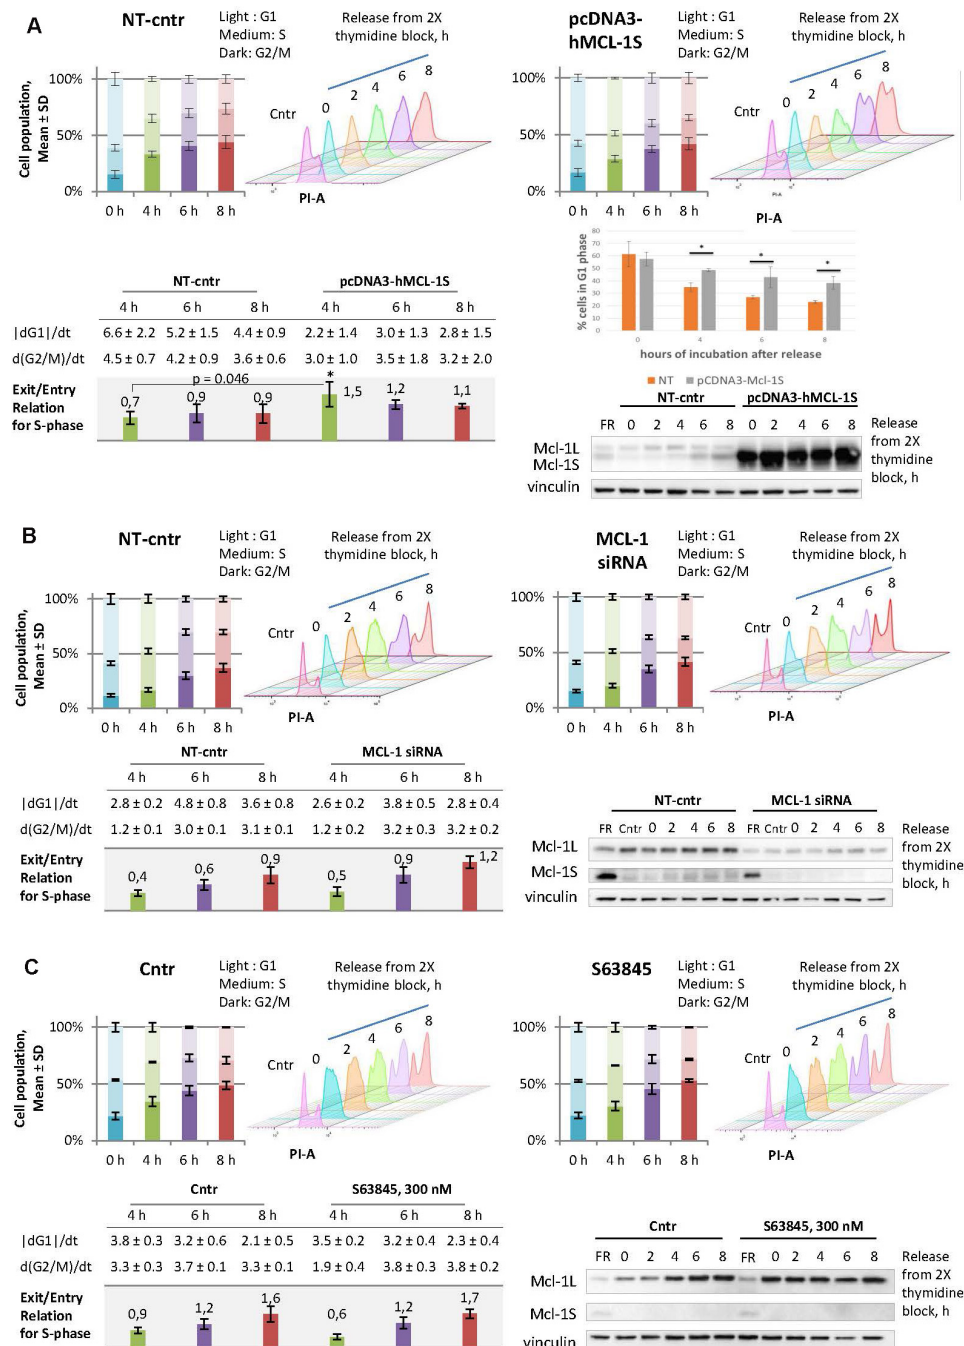 A
NT-cntr
Light : G1
Medium: S
Dark: G2/M
Release from 2X
thymidine block, h
Cell population,
Mean ± SD
100%
50%
0%
0 h 4 h 6 h 8 h
Cntr 0 2 4 6 8
PI-A
pcDNA3-
hMCL-1S
Light : G1
Medium: S
Dark: G2/M
Release from 2X
thymidine block, h
100%
50%
0%
0 h 4 h 6 h 8 h
Cntr 0 2 4 6 8
PI-A
NT-cntr pcDNA3-hMCL-1S
4 h 6 h 8 h 4 h 6 h 8 h
|dG1|/dt 6.6 ± 2.2 5.2 ± 1.5 4.4 ± 0.9 2.2 ± 1.4 3.0 ± 1.3 2.8 ± 1.5
d(G2/M)/dt 4.5 ± 0.7 4.2 ± 0.9 3.6 ± 0.6 3.0 ± 1.0 3.5 ± 1.8 3.2 ± 2.0
Exit/Entry
Relation
for S-phase
p = 0.046 *
0,7 0,9 0,9 1,5 1,2 1,1
% cells in G1 phase
80
70
60
50
40
30
20
10
0
* * *
0 4 6 8
hours of incubation after release
NT pCDNA3-Mcl-1S
NT-cntr pcDNA3-hMCL-1S
FR 0 2 4 6 8 0 2 4 6 8
Release
from 2X
thymidine
block, h
Mcl-1L
Mcl-1S
vinculin
B
NT-cntr
Light : G1
Medium: S
Dark: G2/M
Release from 2X
thymidine block, h
Cell population,
Mean ± SD
100%
50%
0%
0 h 4 h 6 h 8 h
Cntr 0 2 4 6 8
PI-A
MCL-1
siRNA
Light : G1
Medium: S
Dark: G2/M
Release from 2X
thymidine block, h
100%
50%
0%
0 h 4 h 6 h 8 h
Cntr 0 2 4 6 8
PI-A
NT-cntr MCL-1 siRNA
4 h 6 h 8 h 4 h 6 h 8 h
|dG1|/dt 2.8 ± 0.2 4.8 ± 0.8 3.6 ± 0.8 2.6 ± 0.2 3.8 ± 0.5 2.8 ± 0.4
d(G2/M)/dt 1.2 ± 0.1 3.0 ± 0.1 3.1 ± 0.1 1.2 ± 0.2 3.2 ± 0.3 3.2 ± 0.2
Exit/Entry
Relation
for S-phase
0,4 0,6 0,9 0,5 0,9 1,2
NT-cntr MCL-1 siRNA
FR Cntr 0 2 4 6 8 FR Cntr 0 2 4 6 8
Release
from 2X
thymidine
block, h
Mcl-1L
Mcl-1S
vinculin
C
Cntr
Light : G1
Medium: S
Dark: G2/M
Release from 2X
thymidine block, h
Cell population,
Mean ± SD
100%
50%
0%
0 h 4 h 6 h 8 h
Cntr 0 2 4 6 8
PI-A
S63845
Light : G1
Medium: S
Dark: G2/M
Release from 2X
thymidine block, h
100%
50%
0%
0 h 4 h 6 h 8 h
Cntr 0 2 4 6 8
PI-A
Cntr S63845, 300 nM
4 h 6 h 8 h 4 h 6 h 8 h
|dG1|/dt 3.8 ± 0.3 3.2 ± 0.6 2.1 ± 0.5 3.5 ± 0.2 3.2 ± 0.4 2.3 ± 0.4
d(G2/M)/dt 3.3 ± 0.3 3.7 ± 0.1 3.3 ± 0.1 1.9 ± 0.4 3.8 ± 0.3 3.8 ± 0.2
Exit/Entry
Relation
for S-phase
0,9 1,2 1,6 0,6 1,2 1,7
Cntr S63845, 300 nM
FR 0 2 4 6 8 FR 0 2 4 6 8
Release
from 2X
thymidine
block, h
Mcl-1L
Mcl-1S
vinculin